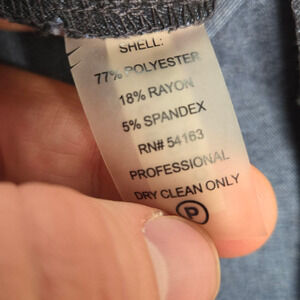 SHELL:
77% POLYESTER
18% RAYON
5% SPANDEX
RN# 54163
PROFESSIONAL
DRY CLEAN ONLY
P